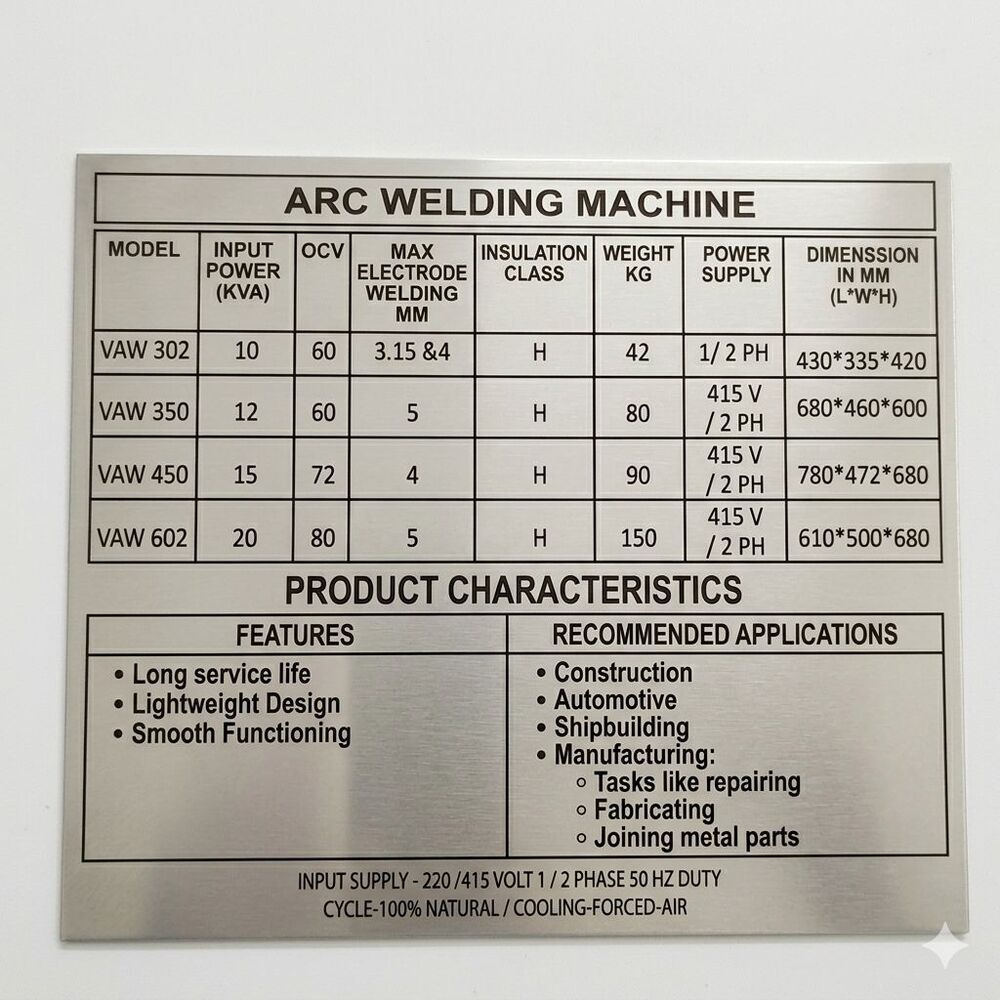 ARC WELDING MACHINE
MODEL
INPUT
POWER
(KVA)
OCV
MAX
ELECTRODE
WELDING
MM
INSULATION
CLASS
WEIGHT
KG
POWER
SUPPLY
DIMENSSION
IN MM
(L*W*H)
VAW 302 10 60 3.15 &4 H 42 1/ 2 PH 430*335*420
VAW 350 12 60 5 H 80 415 V
/ 2 PH
680*460*600
VAW 450 15 72 4 H 90 415 V
/ 2 PH
780*472*680
VAW 602 20 80 5 H 150 415 V
/ 2 PH
610*500*680
PRODUCT CHARACTERISTICS
FEATURES
• Long service life
• Lightweight Design
• Smooth Functioning
RECOMMENDED APPLICATIONS
• Construction
• Automotive
• Shipbuilding
• Manufacturing:
○ Tasks like repairing
○ Fabricating
○ Joining metal parts
INPUT SUPPLY - 220 /415 VOLT 1 / 2 PHASE 50 HZ DUTY
CYCLE-100% NATURAL / COOLING-FORCED-AIR